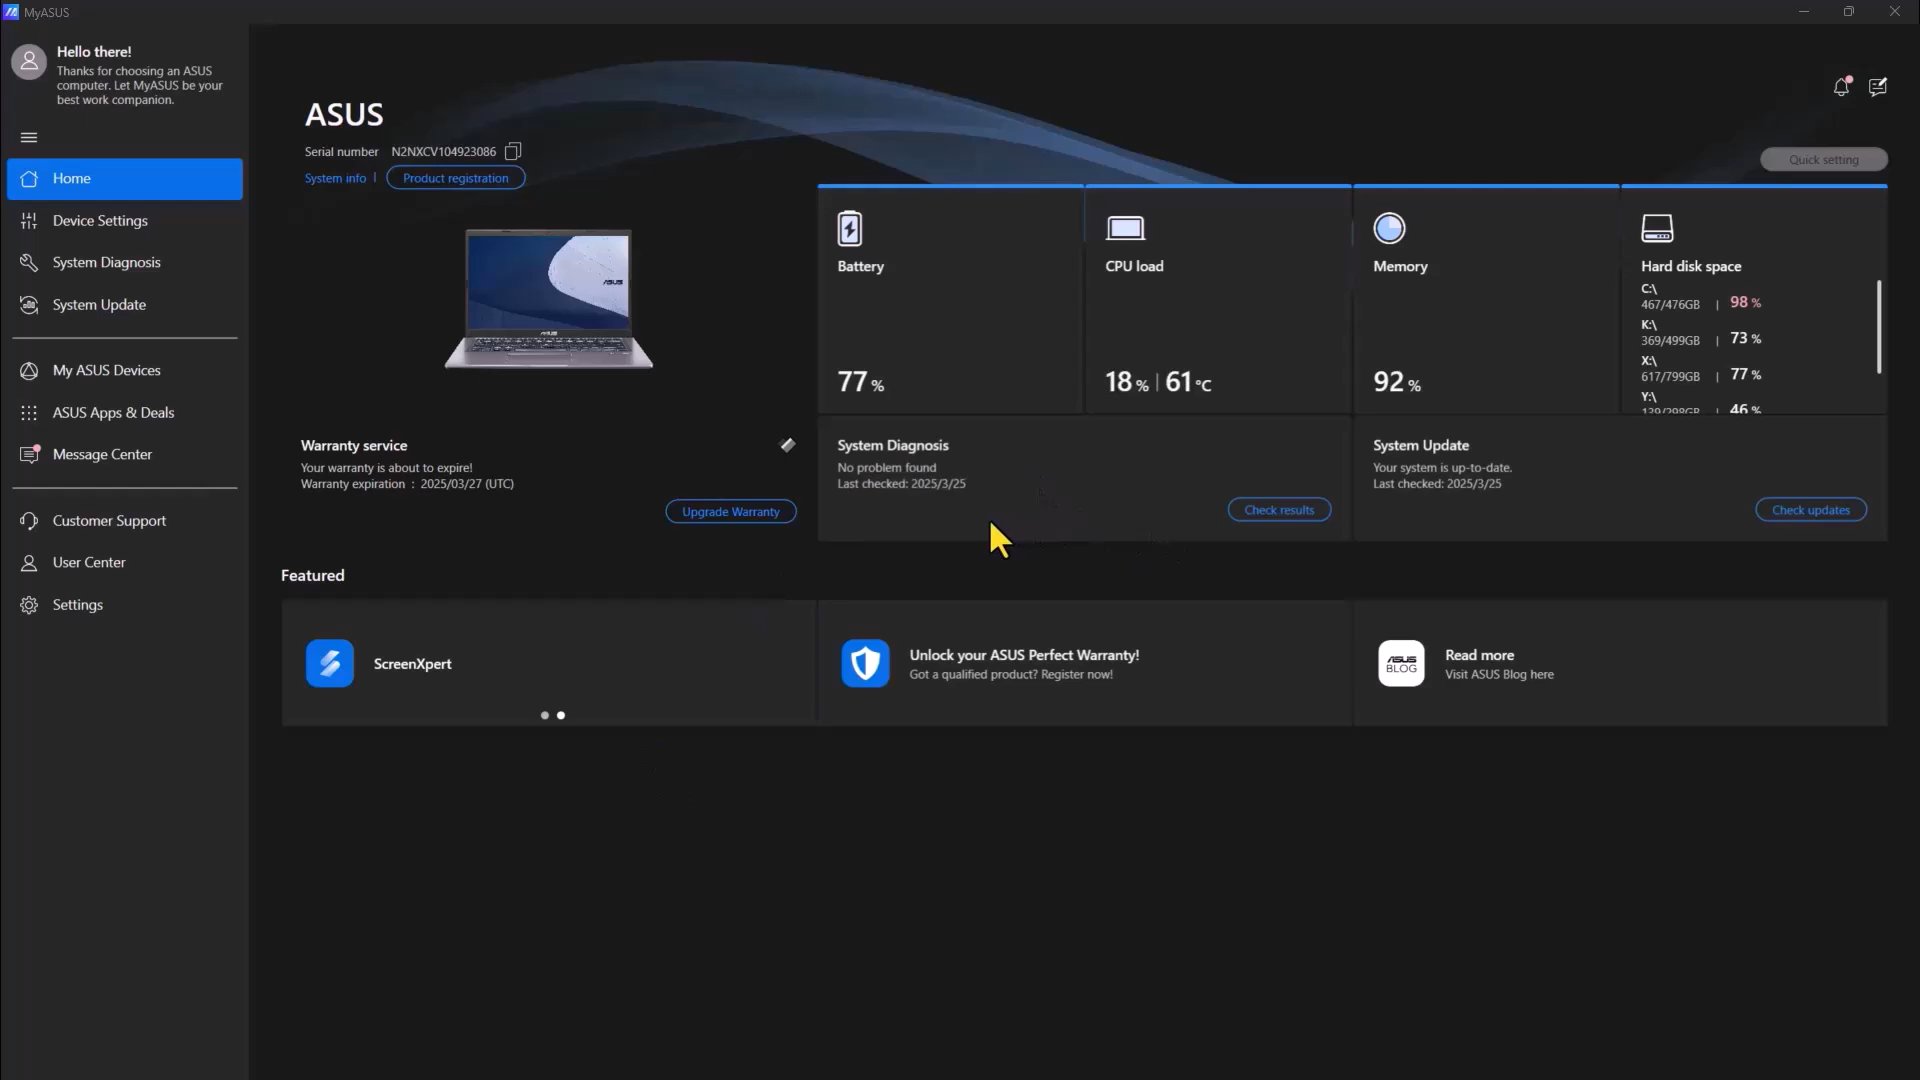 MyASUS
Hello there!
Thanks for choosing an ASUS
computer. Let MyASUS be your
best work companion.
Home
Device Settings
System Diagnosis
System Update
My ASUS Devices
ASUS Apps & Deals
Message Center
Customer Support
User Center
Settings
ASUS
Serial number N2NXCV104923086
System info | Product registration
Quick setting
Battery
77 %
CPU load
18 % | 61 °C
Memory
92 %
Hard disk space
C:\
467/476GB | 98 %
K:\
369/499GB | 73 %
X:\
617/799GB | 77 %
Y:\
139/298GB | 46 %
Warranty service
Your warranty is about to expire!
Warranty expiration : 2025/03/27 (UTC)
Upgrade Warranty
System Diagnosis
No problem found
Last checked: 2025/3/25
Check results
System Update
Your system is up-to-date.
Last checked: 2025/3/25
Check updates
Featured
ScreenXpert
Unlock your ASUS Perfect Warranty!
Got a qualified product? Register now!
ASUS
BLOG
Read more
Visit ASUS Blog here